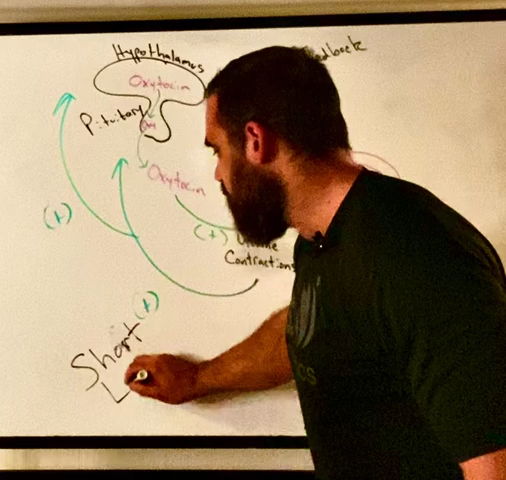 Hypothalamus
Oxytocin
Pituitary
Oxytocin
(+)
(+)
Contractions
(+)
Short